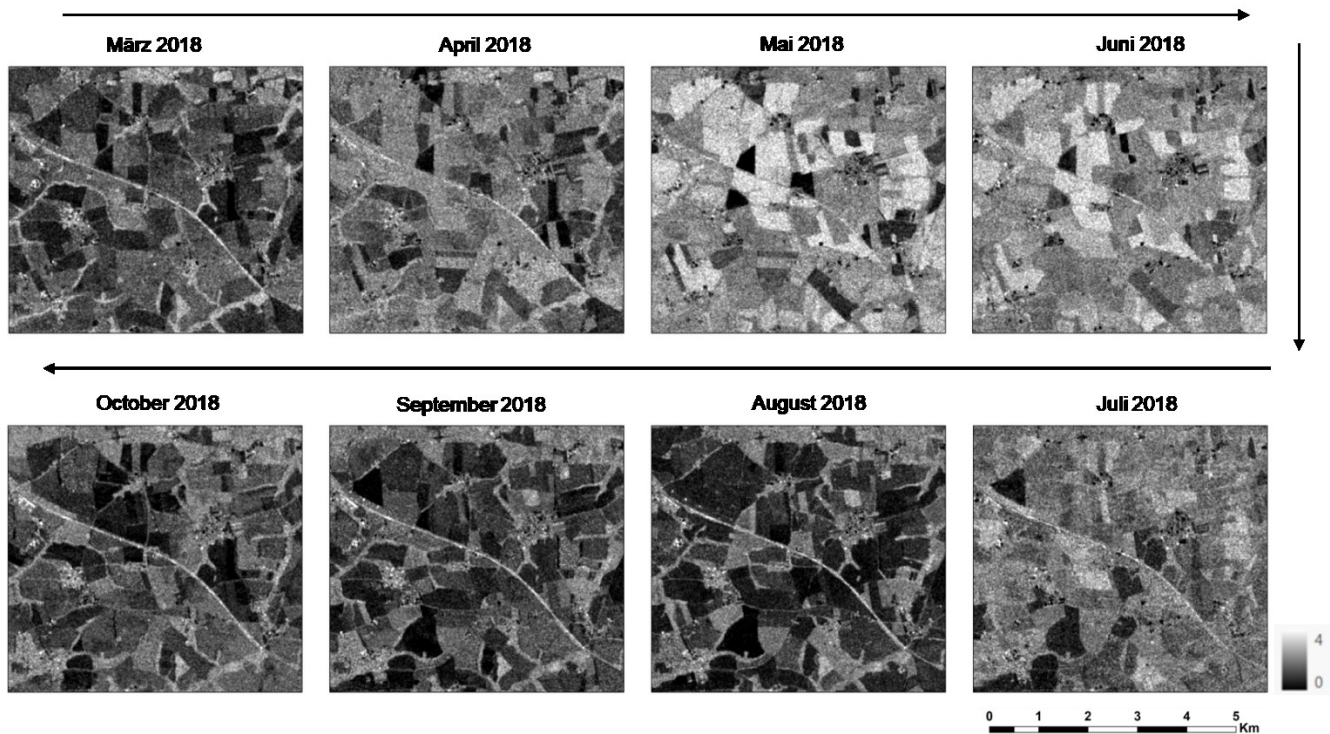 März 2018
April 2018
Mai 2018
Juni 2018
October 2018
September 2018
August 2018
Juli 2018
4
0
0 1 2 3 4 5
Km